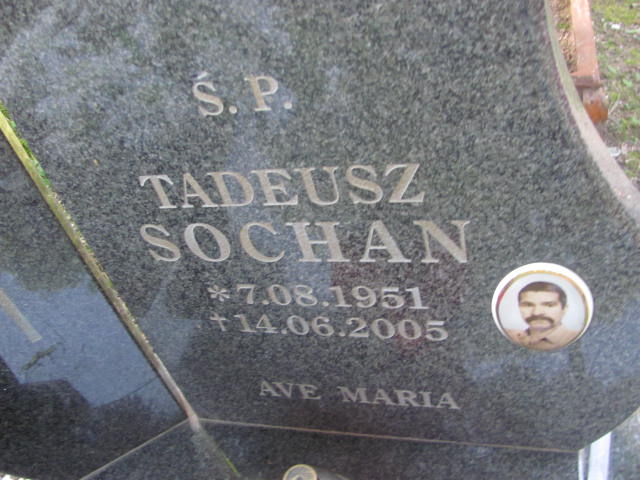 Ś.P.
TADEUSZ
SOCHAN
*7.08.1951
†14.06.2005
AVE MARIA